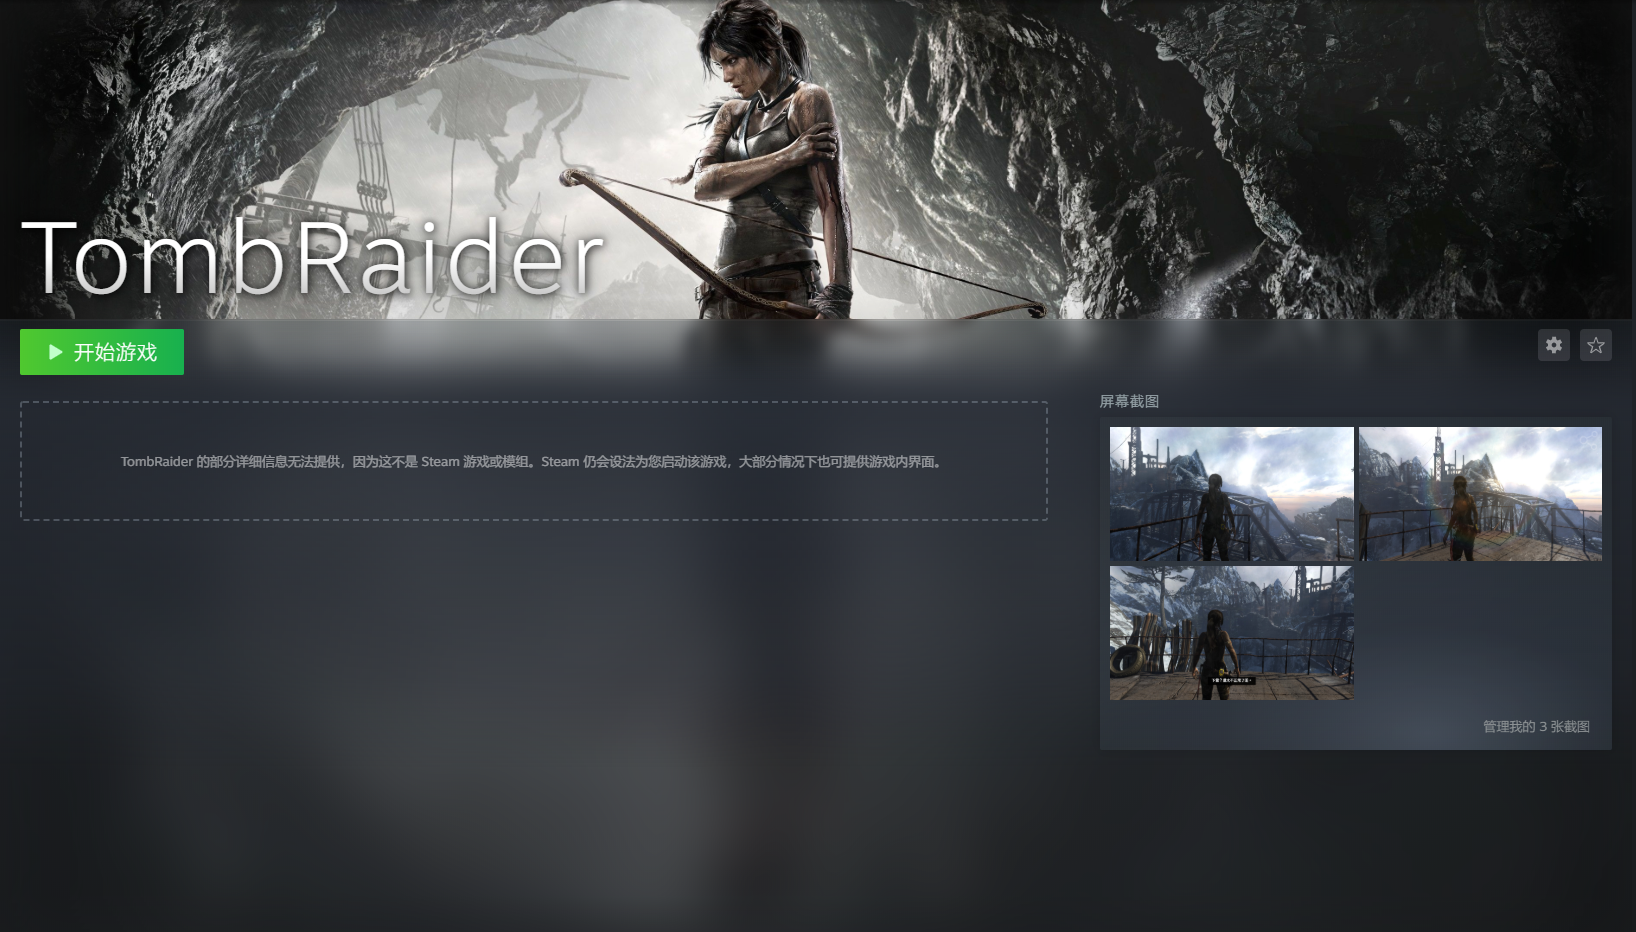 TombRaider
开始游戏
TombRaider 的部分详细信息无法提供，因为这不是 Steam 游戏或模组。Steam 仍会设法为您启动该游戏，大部分情况下也可提供游戏内界面。
屏幕截图
管理我的 3 张截图